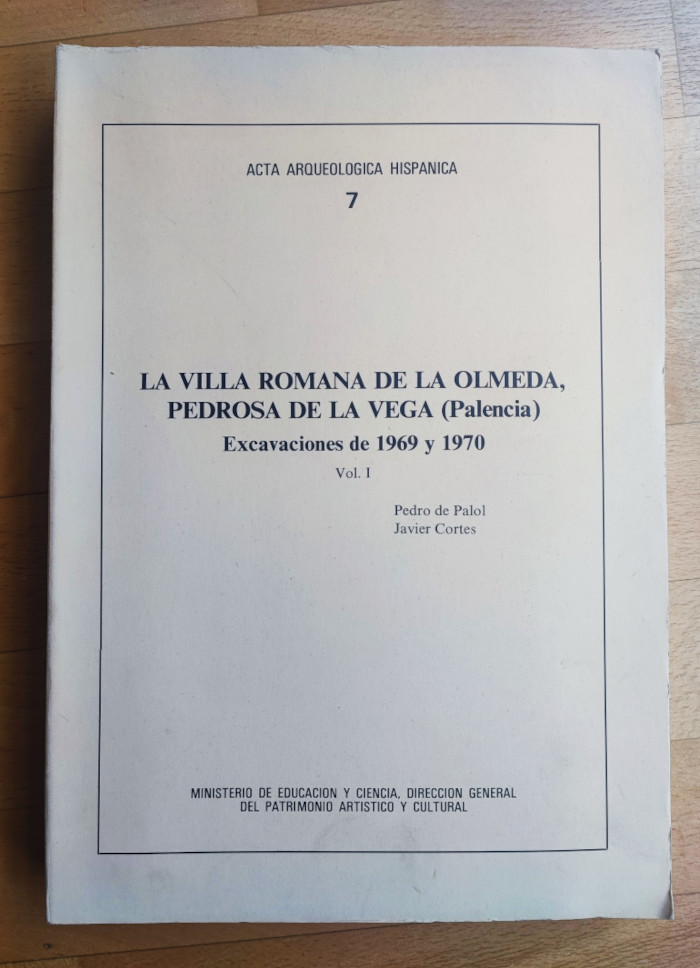 ACTA ARQUEOLOGICA HISPANICA
7
LA VILLA ROMANA DE LA OLMEDA,
PEDROSA DE LA VEGA (Palencia)
Excavaciones de 1969 y 1970
Vol. I
Pedro de Palol
Javier Cortes
MINISTERIO DE EDUCACION Y CIENCIA, DIRECCION GENERAL
DEL PATRIMONIO ARTISTICO Y CULTURAL